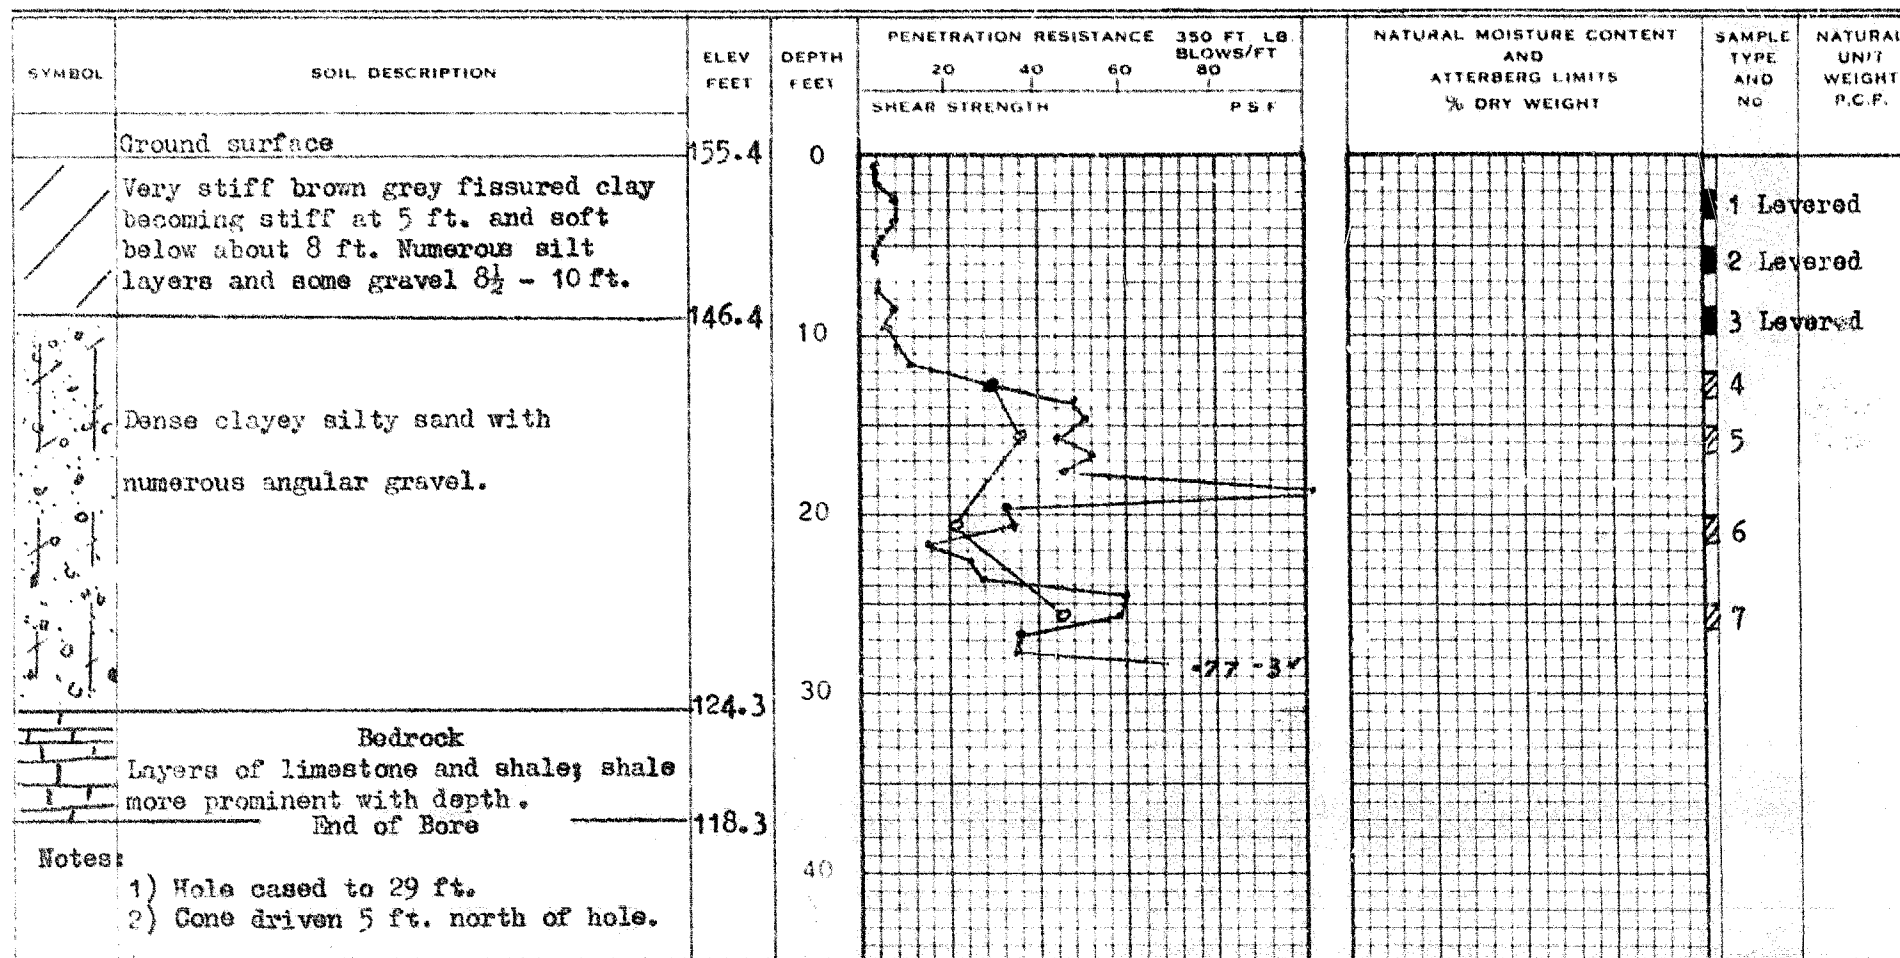 SYMBOL
SOIL DESCRIPTION
ELEV
FEET
DEPTH
FEET
PENETRATION RESISTANCE 350 FT. LB.
BLOWS/FT
20 40 60 80
SHEAR STRENGTH P S F
NATURAL MOISTURE CONTENT
AND
ATTERBERG LIMITS
% DRY WEIGHT
SAMPLE
TYPE
AND
NO
NATURAL
UNIT
WEIGHT
P.C.F.
Ground surface
155.4
0
Very stiff brown grey fissured clay
becoming stiff at 5 ft. and soft
below about 8 ft. Numerous silt
layers and some gravel 8½ - 10 ft.
1 Levered
2 Levered
146.4
10
3 Levered
4
Dense clayey silty sand with
5
numerous angular gravel.
20
6
7
-77 -3"
30
124.3
Bedrock
Layers of limestone and shale; shale
more prominent with depth.
End of Bore
118.3
Notes:
40
1) Hole cased to 29 ft.
2) Cone driven 5 ft. north of hole.